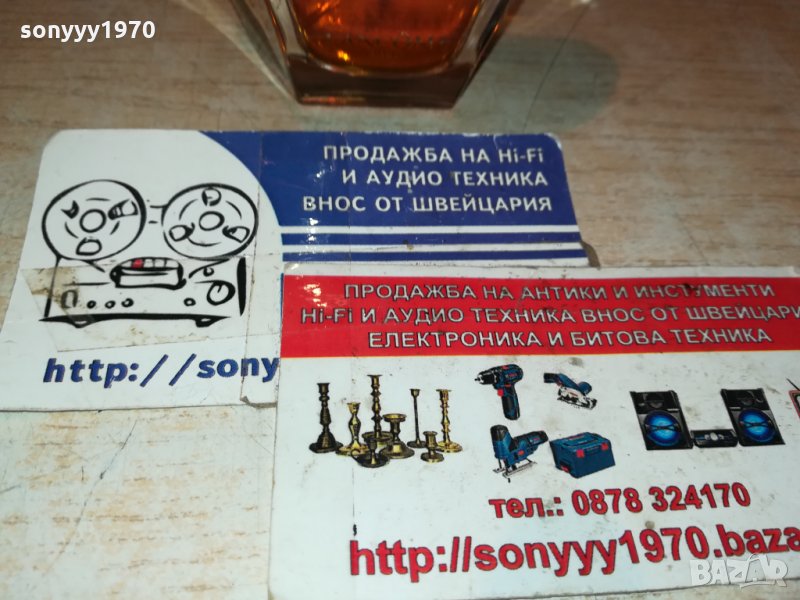 sonyyy1970
ПРОДАЖБА НА Hi-Fi
И АУДИО ТЕХНИКА
ВНОС ОТ ШВЕЙЦАРИЯ
http://sony
ПРОДАЖБА НА АНТИКИ И ИНСТУМЕНТИ
Hi-Fi И АУДИО ТЕХНИКА ВНОС ОТ ШВЕЙЦАРИ
ЕЛЕКТРОНИКА И БИТОВА ТЕХНИКА
тел.: 0878 324170
http://sonyyy1970.baza
BAZAR